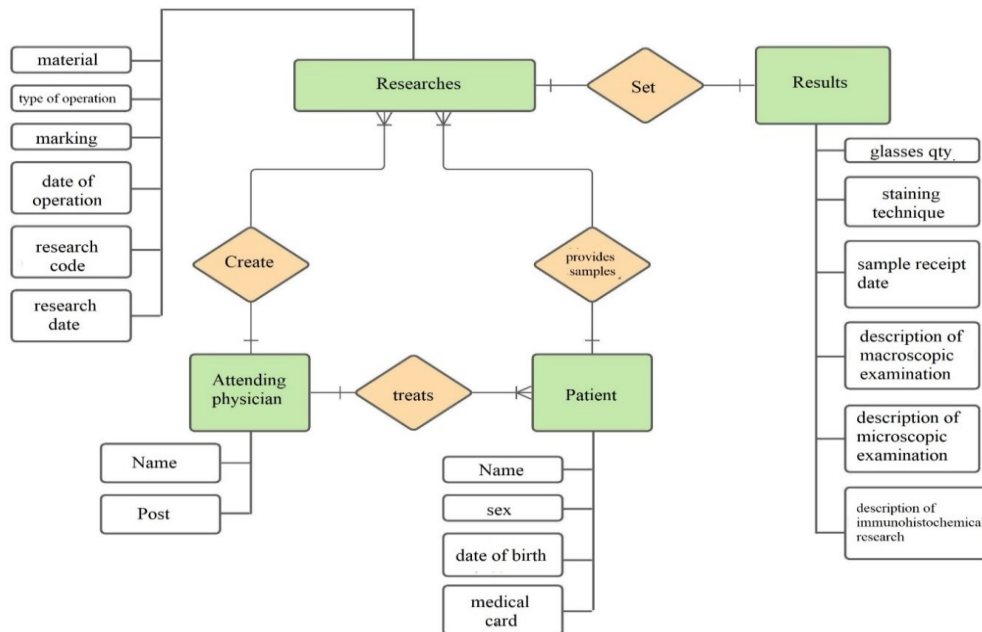 material
type of operation
marking
date of
operation
research
code
research
date
Researches
Set
Results
glasses qty
staining
technique
sample receipt
date
description of
macroscopic
examination
description of
microscopic
examination
description of
immunohistochemical
research
Create
provides
samples
Attending
physician
treats
Patient
Name
Post
Name
sex
date of birth
medical
card